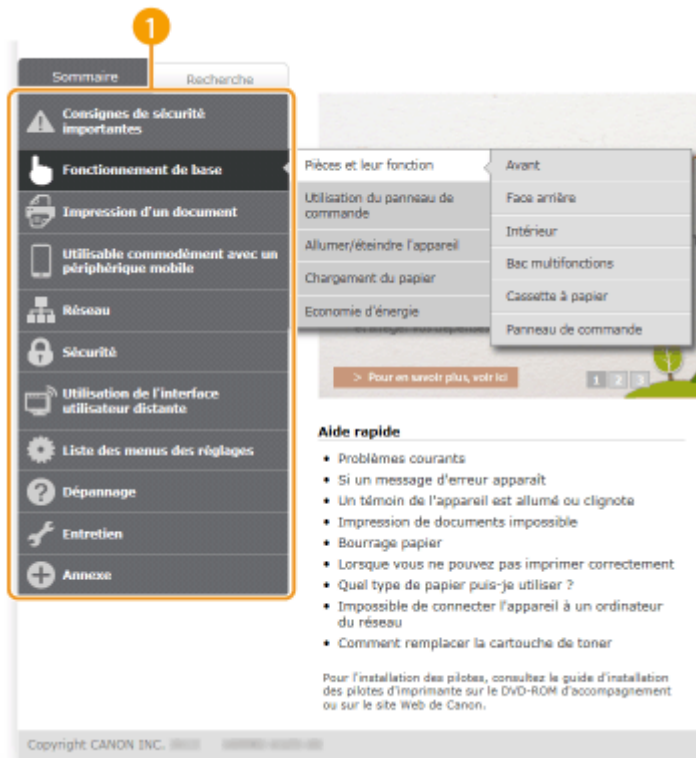 1
Sommaire
Recherche
Consignes de sécurité
importantes
Fonctionnement de base
Impression d'un document
Utilisable commodément avec un
périphérique mobile
Réseau
Sécurité
Utilisation de l'interface
utilisateur distante
Liste des menus des réglages
Dépannage
Entretien
Annexe
Pièces et leur fonction
Utilisation du panneau de
commande
Allumer/éteindre l'appareil
Chargement du papier
Economie d'énergie
Avant
Face arrière
Intérieur
Bac multifonctions
Cassette à papier
Panneau de commande
> Pour en savoir plus, voir ici
1 2 3
Aide rapide
• Problèmes courants
• Si un message d'erreur apparaît
• Un témoin de l'appareil est allumé ou clignote
• Impression de documents impossible
• Bourrage papier
• Lorsque vous ne pouvez pas imprimer correctement
• Quel type de papier puis-je utiliser ?
• Impossible de connecter l'appareil à un ordinateur
du réseau
• Comment remplacer la cartouche de toner
Pour l'installation des pilotes, consultez le guide d'installation
des pilotes d'imprimante sur le DVD-ROM d'accompagnement
ou sur le site Web de Canon.
Copyright CANON INC.